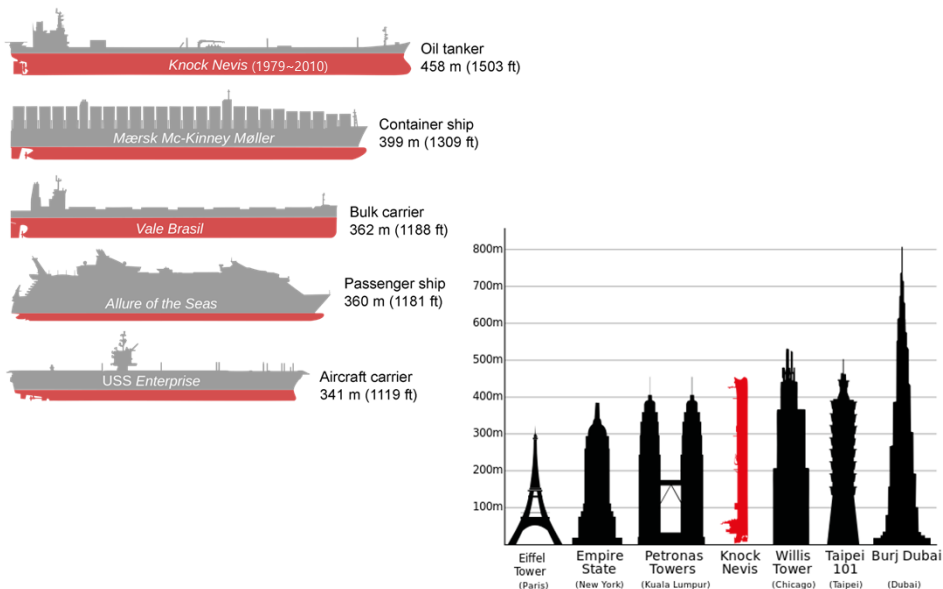 Oil tanker
Knock Nevis (1979~2010)
458 m (1503 ft)
Container ship
Mærsk Mc-Kinney Møller
399 m (1309 ft)
Bulk carrier
Vale Brasil
362 m (1188 ft)
Passenger ship
Allure of the Seas
360 m (1181 ft)
Aircraft carrier
USS Enterprise
341 m (1119 ft)
800m
700m
600m
500m
400m
300m
200m
100m
Eiffel
Tower
(Paris)
Empire
State
(New York)
Petronas
Towers
(Kuala Lumpur)
Knock
Nevis
Willis
Tower
(Chicago)
Taipei
101
(Taipei)
Burj Dubai
(Dubai)